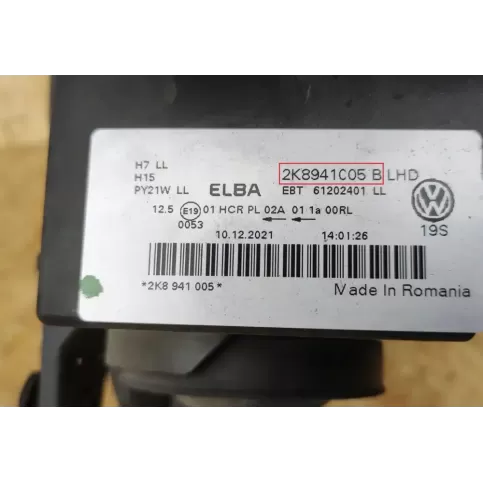 H7 LL
H15
PY21W LL ELBA 2K8941C05 B LHD
EBT 61202401 LL
12.5 E19 01 HCR PL 02A 01 1a 00RL
0053
19S
10.12.2021 14:01:26
*2K8 941 005*
Made In Romania